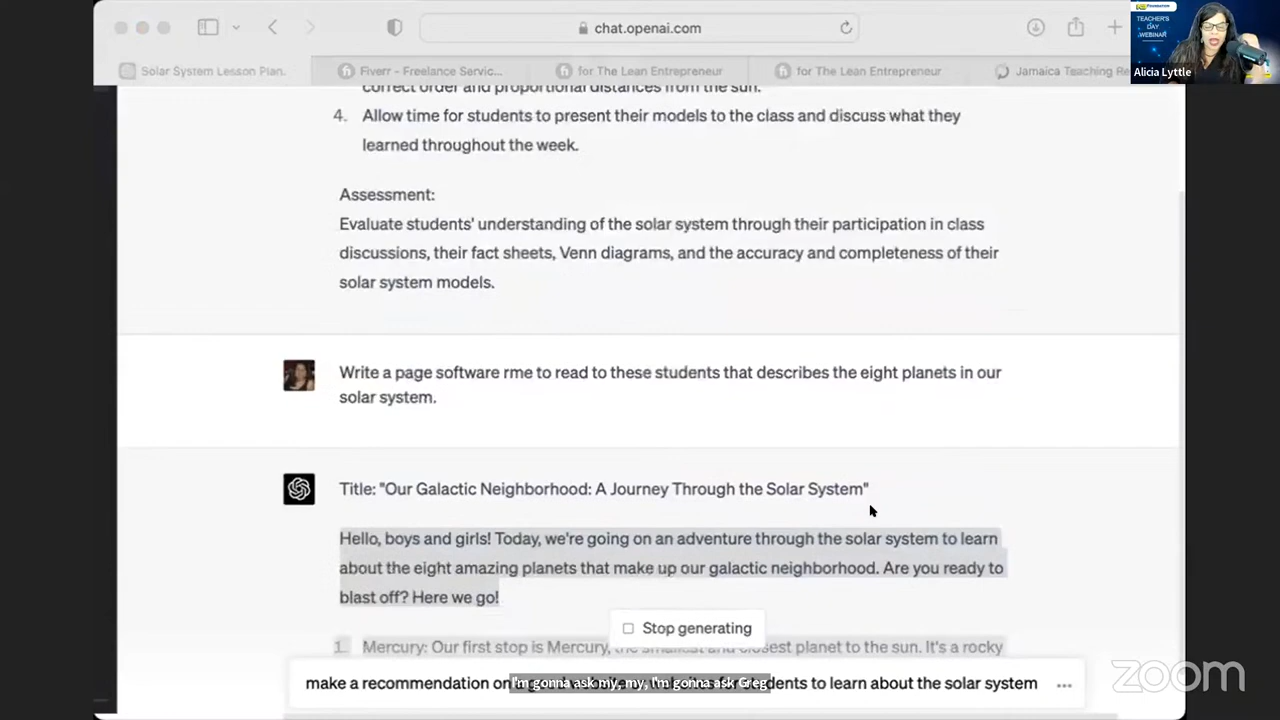 chat.openai.com
FOUNDATION
TEACHER'S
DAY
WEBINAR
Alicia Lyttle
Solar System Lesson Plan.
Fiverr - Freelance Servic...
for The Lean Entrepreneur
for The Lean Entrepreneur
Jamaica Teaching
correct order and proportional distances from the sun.
4. Allow time for students to present their models to the class and discuss what they
learned throughout the week.
Assessment:
Evaluate students' understanding of the solar system through their participation in class
discussions, their fact sheets, Venn diagrams, and the accuracy and completeness of their
solar system models.
Write a page software rme to read to these students that describes the eight planets in our
solar system.
Title: "Our Galactic Neighborhood: A Journey Through the Solar System"
Hello, boys and girls! Today, we're going on an adventure through the solar system to learn
about the eight amazing planets that make up our galactic neighborhood. Are you ready to
blast off? Here we go!
Stop generating
1. Mercury: Our first stop is Mercury, the smallest and closest planet to the sun. It's a rocky
make a recommendation on
I'm gonna ask my, my, I'm gonna ask Greg
students to learn about the solar system
zoom